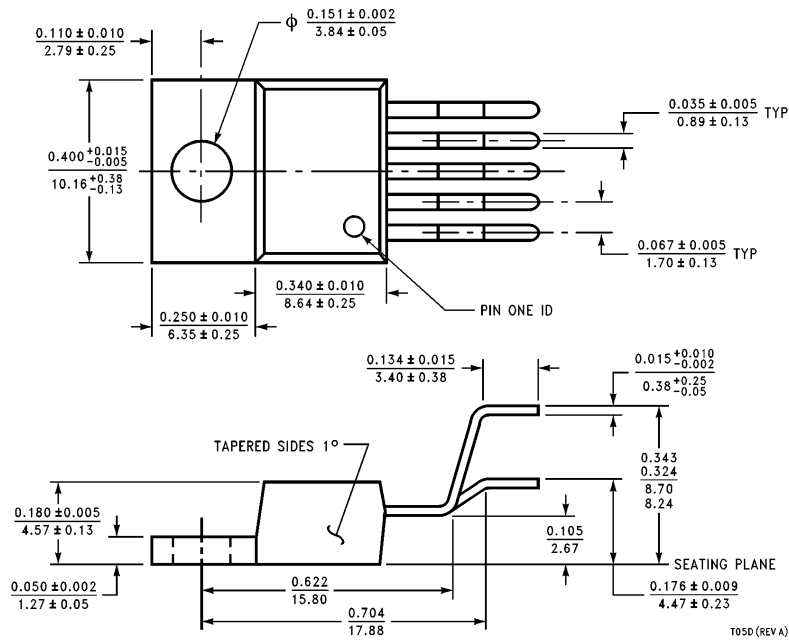 ϕ 0.151 ± 0.002
3.84 ± 0.05
0.110 ± 0.010
2.79 ± 0.25
0.035 ± 0.005
0.89 ± 0.13
TYP
0.400 +0.015 -0.005
10.16 +0.38 -0.13
0.067 ± 0.005
1.70 ± 0.13
TYP
0.340 ± 0.010
8.64 ± 0.25
PIN ONE ID
0.250 ± 0.010
6.35 ± 0.25
0.134 ± 0.015
3.40 ± 0.38
0.015 +0.010 -0.002
0.38 +0.25 -0.05
TAPERED SIDES 1°
0.343
0.324
8.70
8.24
0.180 ± 0.005
4.57 ± 0.13
0.105
2.67
SEATING PLANE
0.050 ± 0.002
1.27 ± 0.05
0.622
15.80
0.176 ± 0.009
4.47 ± 0.23
0.704
17.88
T05D (REV A)